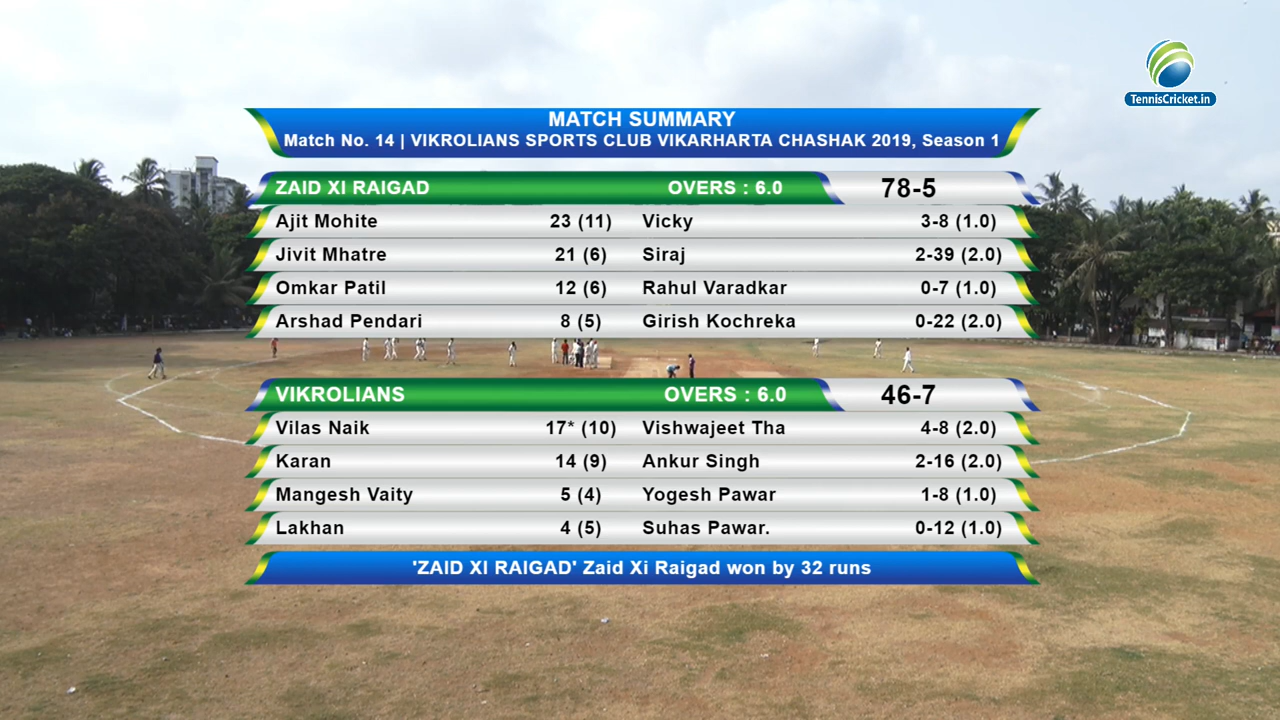 TennisCricket.in
MATCH SUMMARY
Match No. 14 | VIKROLIANS SPORTS CLUB VIKARHARTA CHASHAK 2019, Season 1
ZAID XI RAIGAD OVERS : 6.0 78-5
Ajit Mohite 23 (11) Vicky 3-8 (1.0)
Jivit Mhatre 21 (6) Siraj 2-39 (2.0)
Omkar Patil 12 (6) Rahul Varadkar 0-7 (1.0)
Arshad Pendari 8 (5) Girish Kochreka 0-22 (2.0)
VIKROLIANS OVERS : 6.0 46-7
Vilas Naik 17* (10) Vishwajeet Tha 4-8 (2.0)
Karan 14 (9) Ankur Singh 2-16 (2.0)
Mangesh Vaity 5 (4) Yogesh Pawar 1-8 (1.0)
Lakhan 4 (5) Suhas Pawar. 0-12 (1.0)
'ZAID XI RAIGAD' Zaid Xi Raigad won by 32 runs